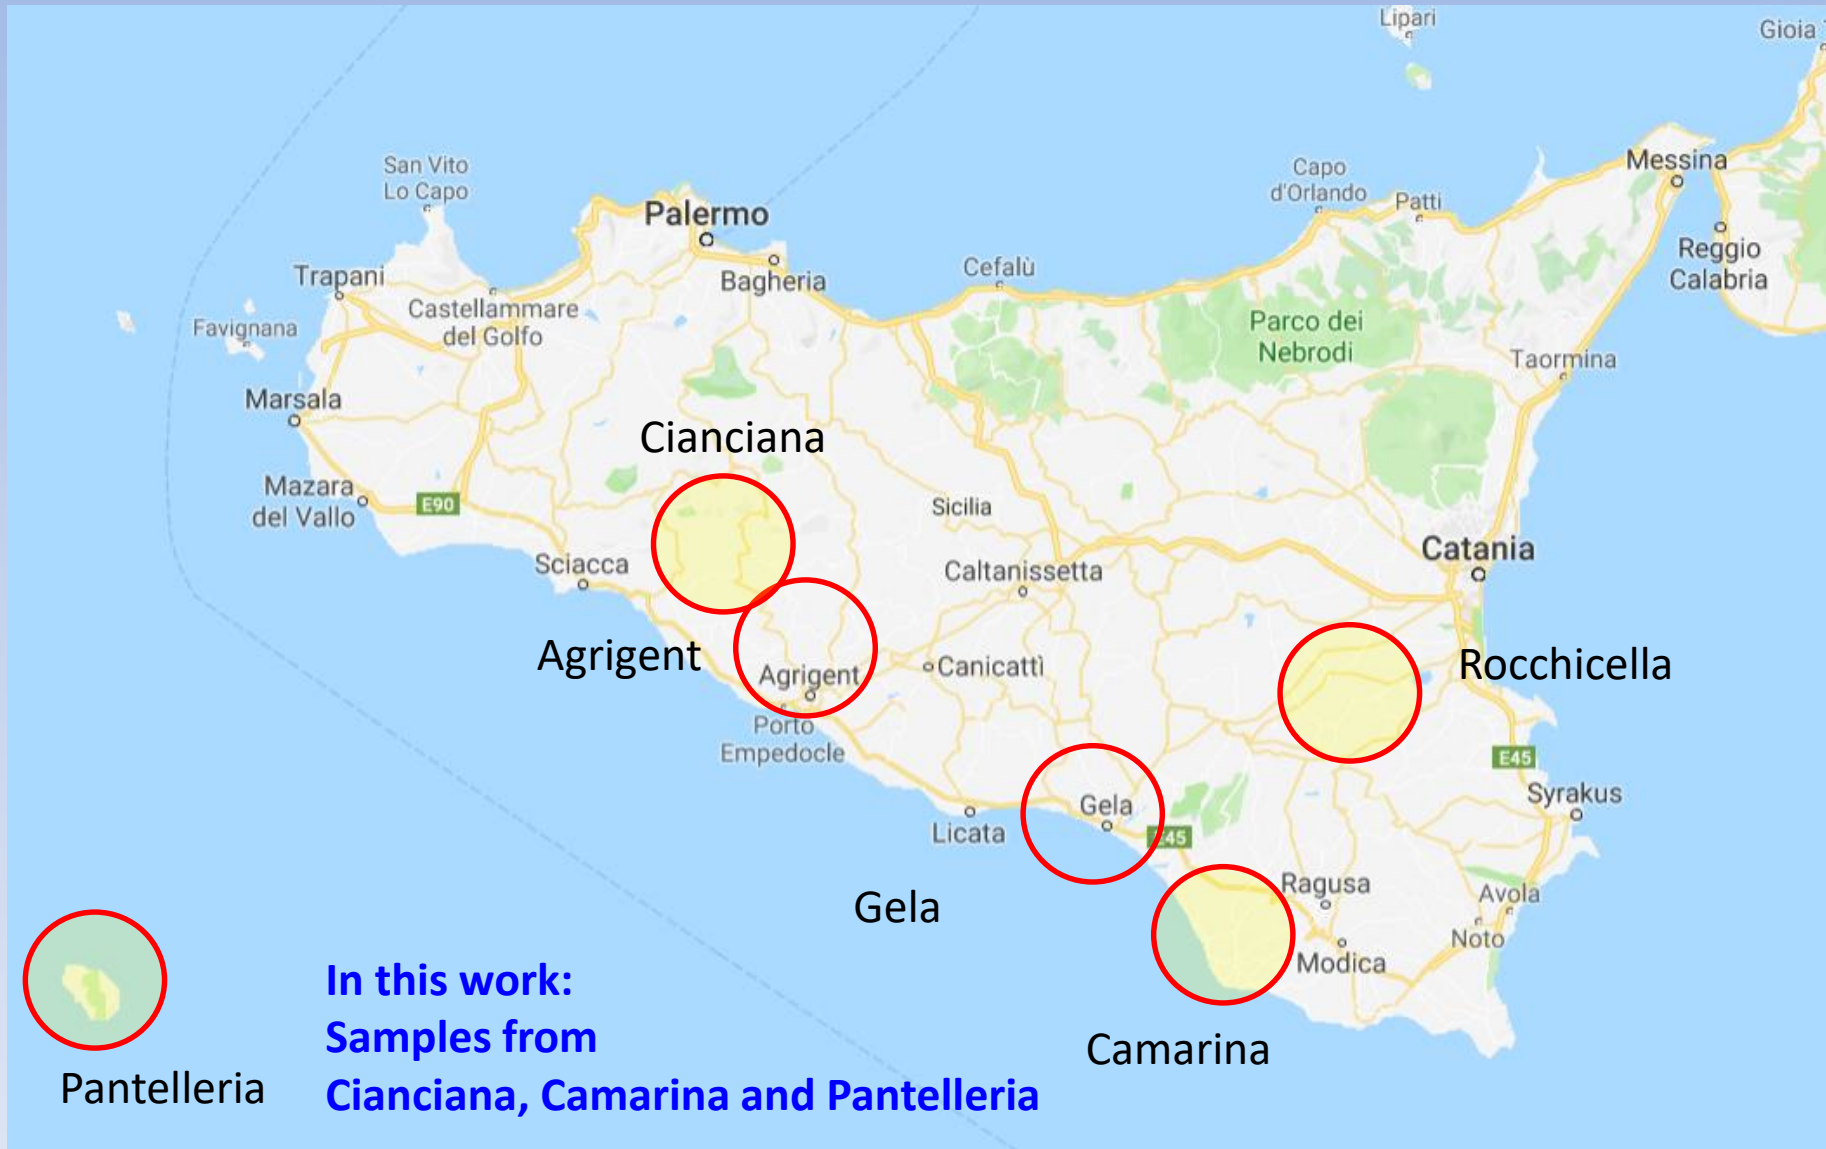 Lipari
Gioia
San Vito
Lo Capo
Capo
d'Orlando
Messina
Patti
Palermo
Reggio
Calabria
Bagheria
Cefalù
Trapani
Castellammare
del Golfo
Favignana
Parco dei
Nebrodi
Taormina
Marsala
Cianciana
Mazara
del Vallo
E90
Sicilia
Catania
Sciacca
Caltanissetta
Agrigent
Agrigent
Canicattì
Rocchicella
Porto
Empedocle
E45
Gela
Licata
E45
Syrakus
Gela
Ragusa
Avola
Noto
Modica
Camarina
Pantelleria
In this work:
Samples from
Cianciana, Camarina and Pantelleria